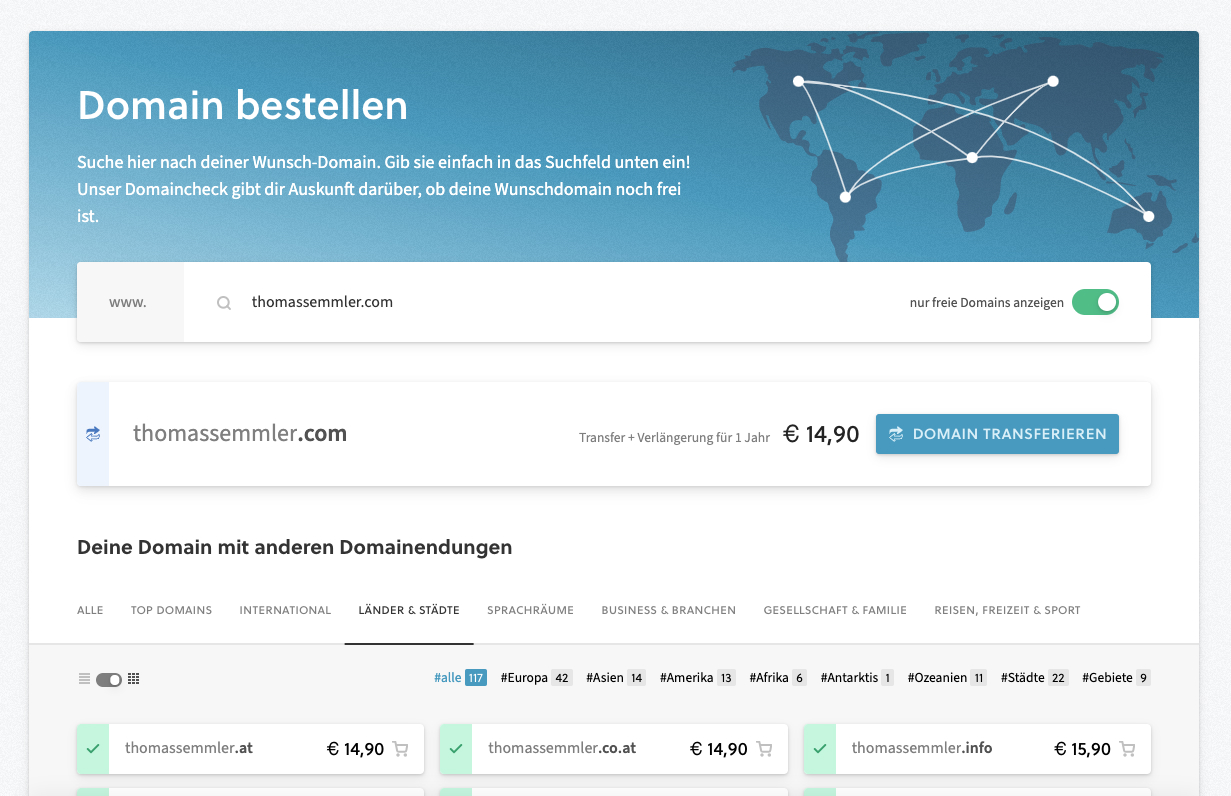 Domain bestellen
Suche hier nach deiner Wunsch-Domain. Gib sie einfach in das Suchfeld unten ein!
Unser Domaincheck gibt dir Auskunft darüber, ob deine Wunschdomain noch frei
ist.
www. thomassemmler.com nur freie Domains anzeigen
thomassemmler.com Transfer + Verlängerung für 1 Jahr € 14,90 DOMAIN TRANSFERIEREN
Deine Domain mit anderen Domainendungen
ALLE TOP DOMAINS INTERNATIONAL LÄNDER & STÄDTE SPRACHRÄUME BUSINESS & BRANCHEN GESELLSCHAFT & FAMILIE REISEN, FREIZEIT & SPORT
#alle 117 #Europa 42 #Asien 14 #Amerika 13 #Afrika 6 #Antarktis 1 #Ozeanien 11 #Städte 22 #Gebiete 9
thomassemmler.at € 14,90 thomassemmler.co.at € 14,90 thomassemmler.info € 15,90